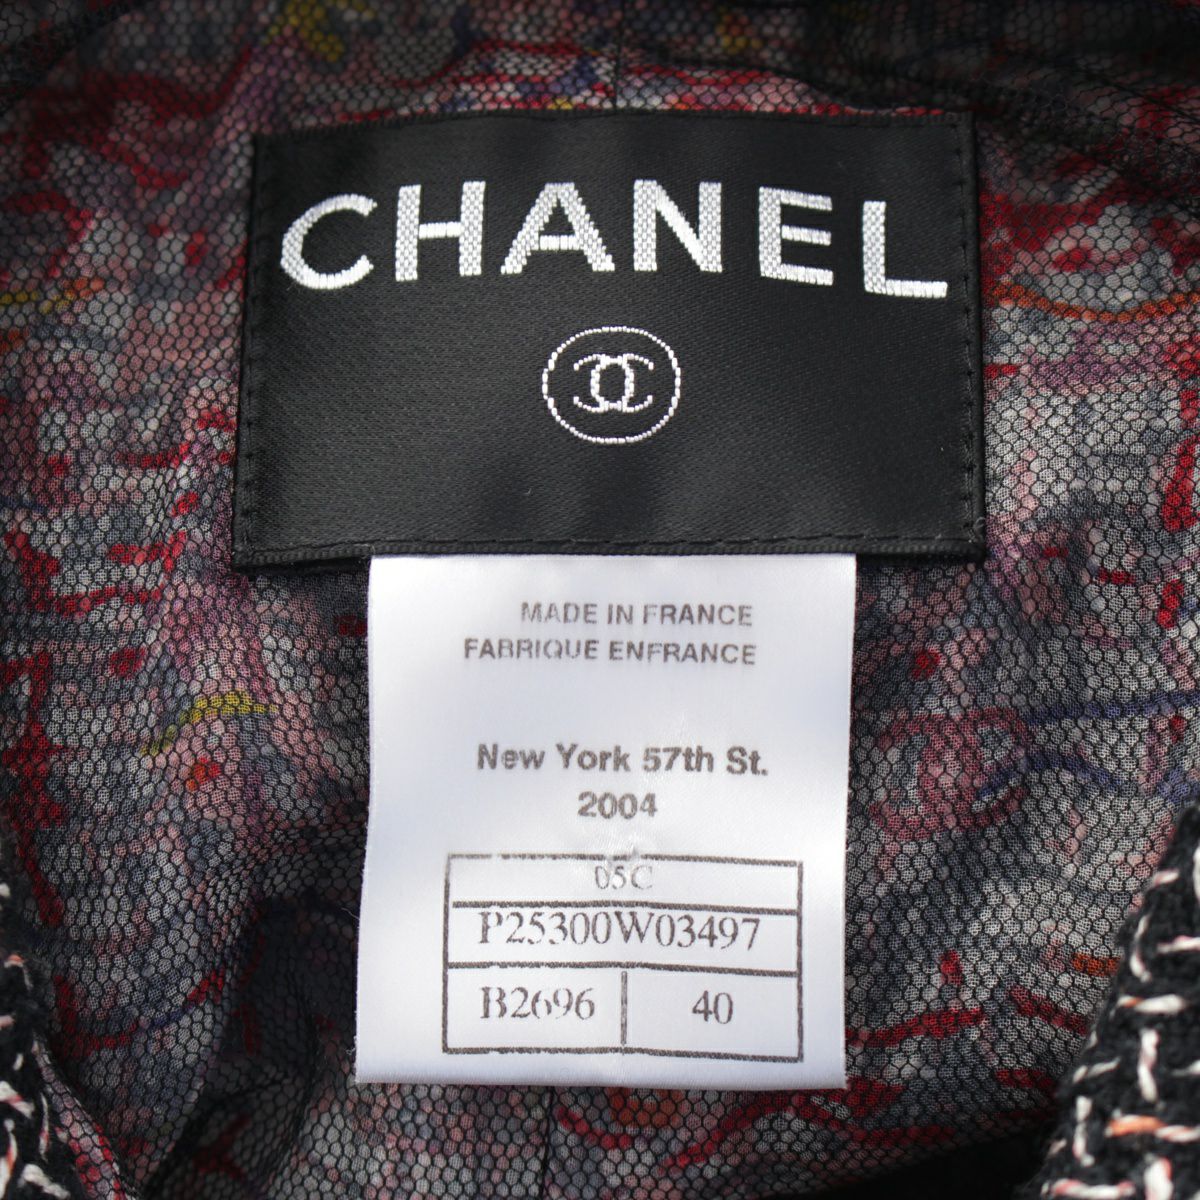 CHANEL
MADE IN FRANCE
FABRIQUE ENFRANCE
New York 57th St.
2004
05C
P25300W03497
B2696 40